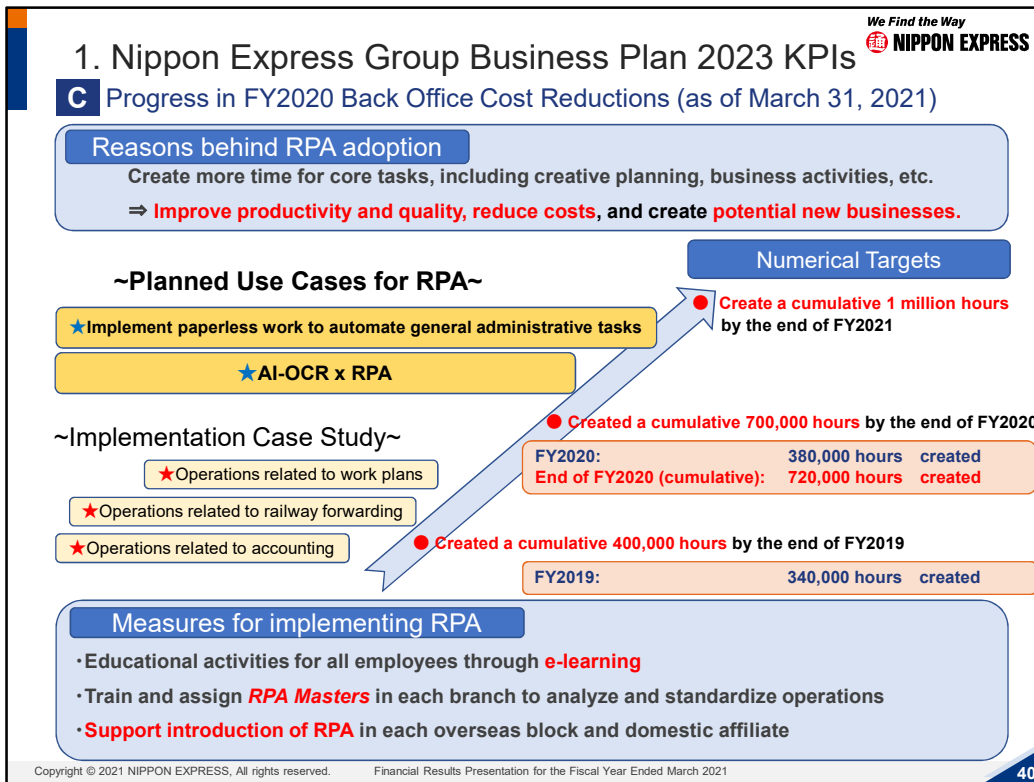 We Find the Way
NIPPON EXPRESS
1. Nippon Express Group Business Plan 2023 KPIs
C Progress in FY2020 Back Office Cost Reductions (as of March 31, 2021)
Reasons behind RPA adoption
Create more time for core tasks, including creative planning, business activities, etc.
⇒ Improve productivity and quality, reduce costs, and create potential new businesses.
Numerical Targets
~Planned Use Cases for RPA~
● Create a cumulative 1 million hours
by the end of FY2021
★Implement paperless work to automate general administrative tasks
★AI-OCR x RPA
● Created a cumulative 700,000 hours by the end of FY2020
~Implementation Case Study~
FY2020: 380,000 hours created
End of FY2020 (cumulative): 720,000 hours created
★Operations related to work plans
★Operations related to railway forwarding
★Operations related to accounting
● Created a cumulative 400,000 hours by the end of FY2019
FY2019: 340,000 hours created
Measures for implementing RPA
・Educational activities for all employees through e-learning
・Train and assign RPA Masters in each branch to analyze and standardize operations
・Support introduction of RPA in each overseas block and domestic affiliate
Copyright © 2021 NIPPON EXPRESS, All rights reserved. Financial Results Presentation for the Fiscal Year Ended March 2021
40